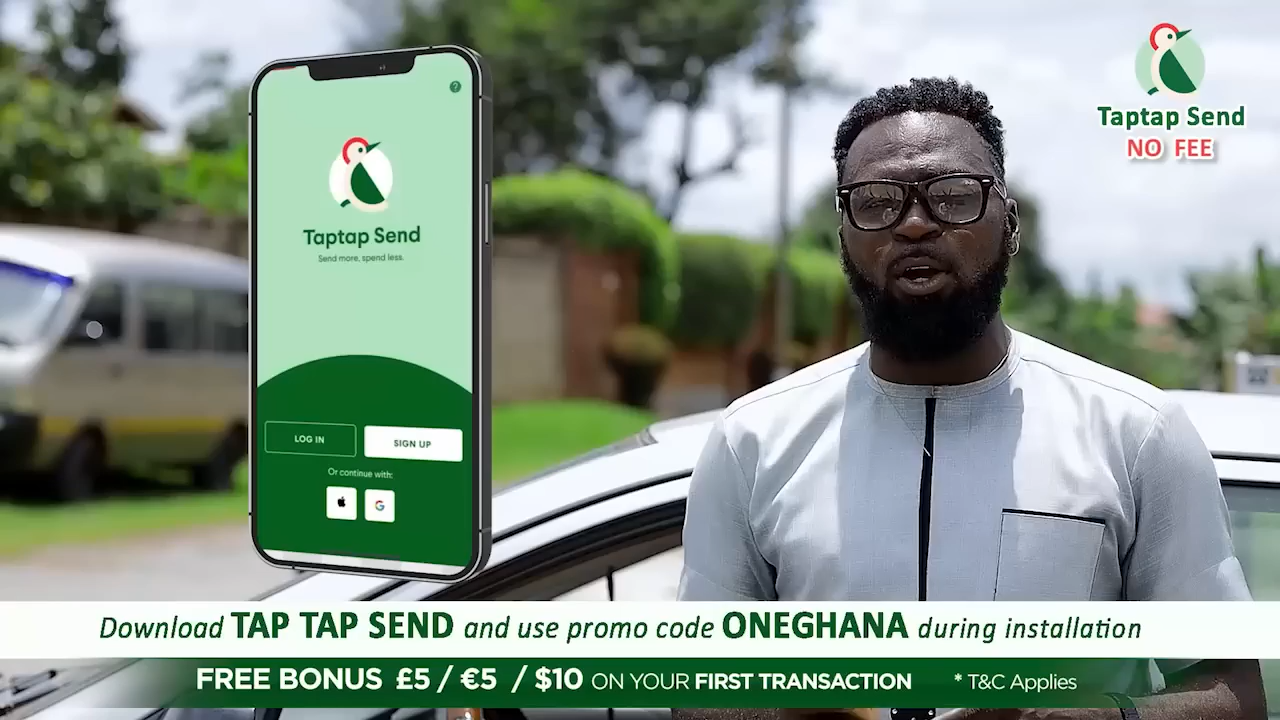 Taptap Send
NO FEE
Taptap Send
Send more, spend less.
LOG IN
SIGN UP
Or continue with:
G
Download TAP TAP SEND and use promo code ONEGHANA during installation
FREE BONUS £5 / €5 / $10 ON YOUR FIRST TRANSACTION * T&C Applies